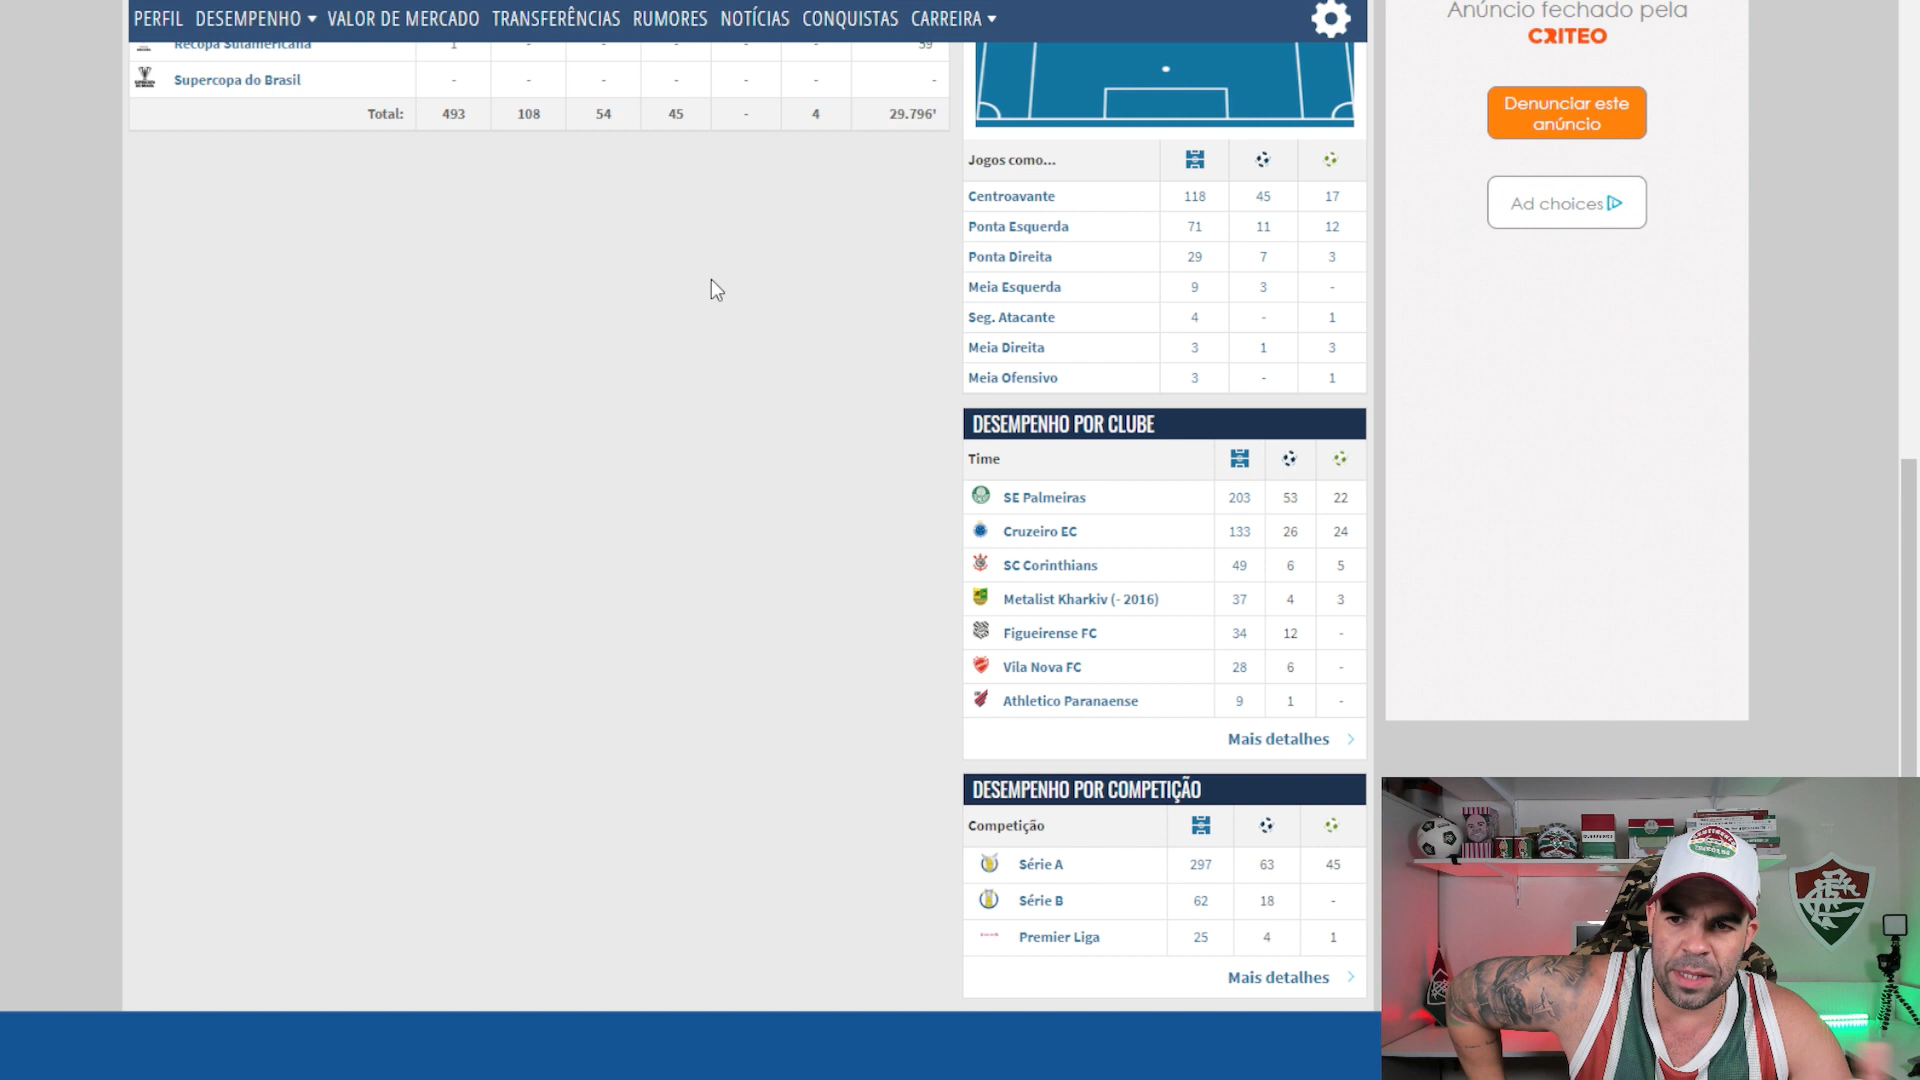 PERFIL DESEMPENHO VALOR DE MERCADO TRANSFERÊNCIAS RUMORES NOTÍCIAS CONQUISTAS CARREIRA
Recopa Sulamericana 1 - - - - - 59
Supercopa do Brasil - - - - - - -
Total: 493 108 54 45 - 4 29.796'
Jogos como...
Centroavante 118 45 17
Ponta Esquerda 71 11 12
Ponta Direita 29 7 3
Meia Esquerda 9 3 -
Seg. Atacante 4 - 1
Meia Direita 3 1 3
Meia Ofensivo 3 - 1
DESEMPENHO POR CLUBE
Time
SE Palmeiras 203 53 22
Cruzeiro EC 133 26 24
SC Corinthians 49 6 5
Metalist Kharkiv (- 2016) 37 4 3
Figueirense FC 34 12 -
Vila Nova FC 28 6 -
Athletico Paranaense 9 1 -
Mais detalhes
DESEMPENHO POR COMPETIÇÃO
Competição
Série A 297 63 45
Série B 62 18 -
Premier Liga 25 4 1
Mais detalhes
Anúncio fechado pela
CRITEO
Denunciar este
anúncio
Ad choices